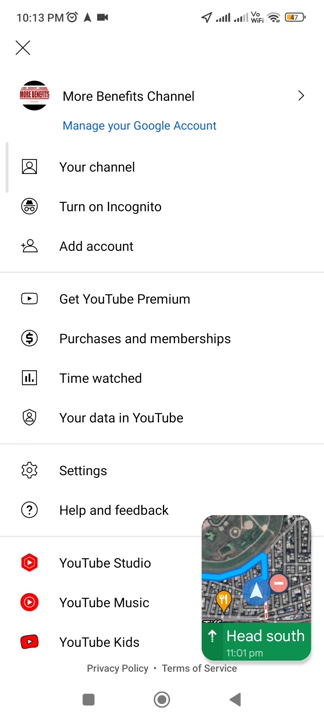 10:13 PM
Vo
WiFi
47
MORE BENEFITS
More Benefits Channel
Manage your Google Account
Your channel
Turn on Incognito
Add account
Get YouTube Premium
Purchases and memberships
Time watched
Your data in YouTube
Settings
Help and feedback
YouTube Studio
YouTube Music
YouTube Kids
Head south
11:01 pm
Privacy Policy • Terms of Service